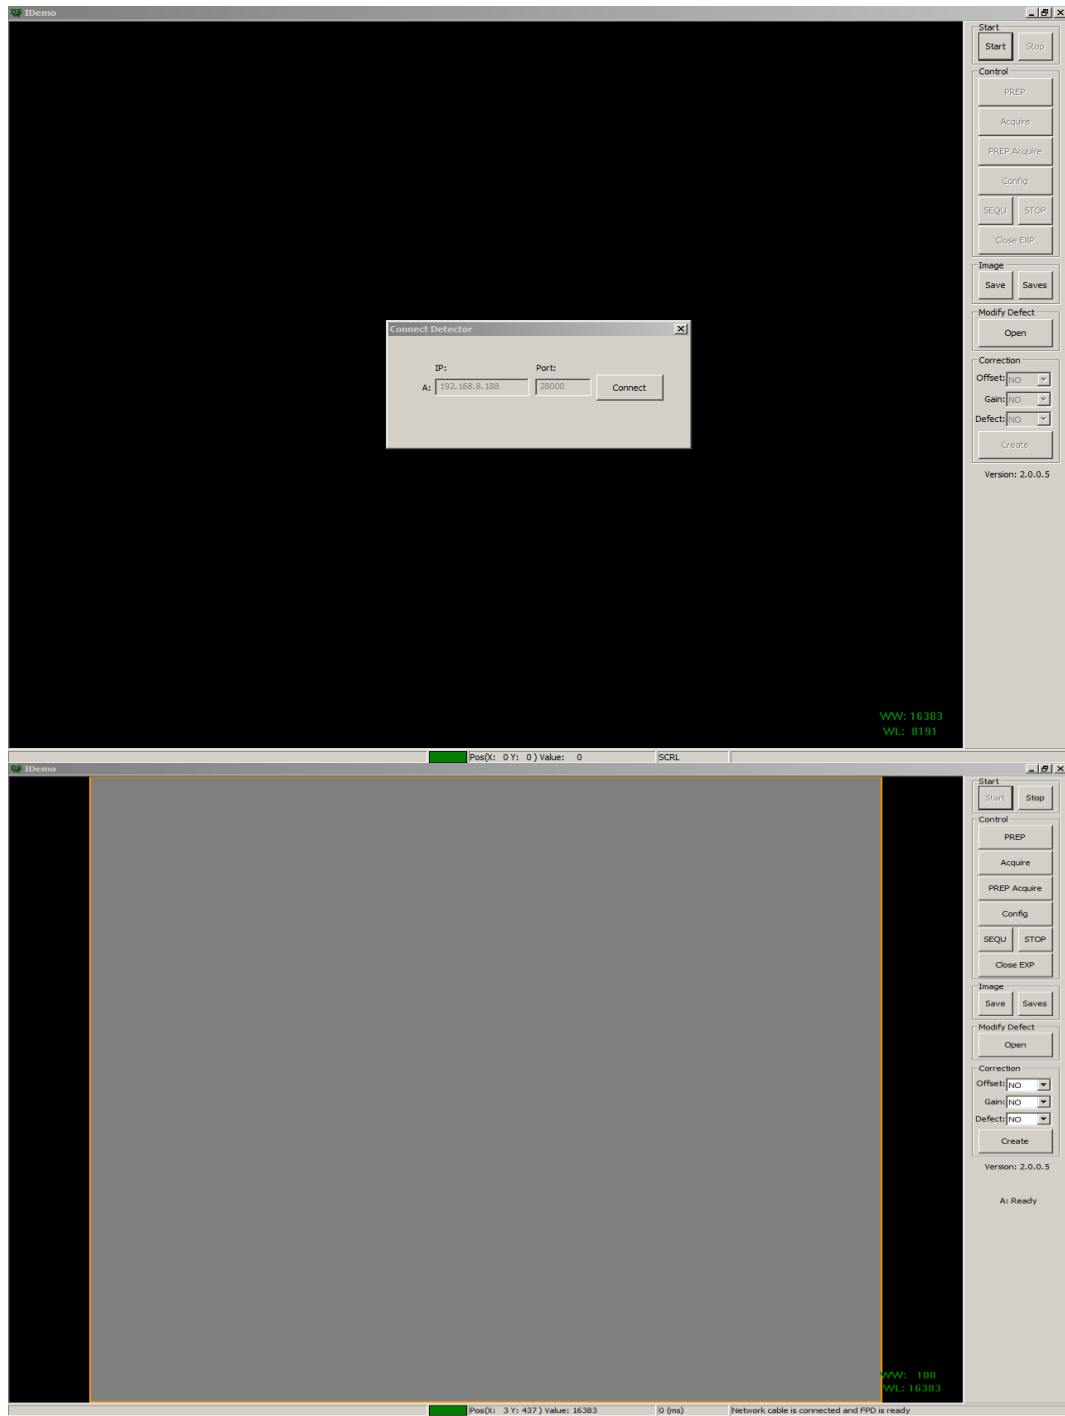 IDemo
Start
Start Stop
Control
PREP
Acquire
PREP Acquire
Config
SEQU STOP
Close EXP
Image
Save Saves
Modify Defect
Open
Correction
Offset: NO
Gain: NO
Defect: NO
Create
Version: 2.0.0.5
Connect Detector
IP: Port:
A: 192.168.8.188 28000 Connect
WW: 16383
WL: 8191
Pos(X: 0 Y: 0 ) Value: 0 SCRL
IDemo
Start
Start Stop
Control
PREP
Acquire
PREP Acquire
Config
SEQU STOP
Close EXP
Image
Save Saves
Modify Defect
Open
Correction
Offset: NO
Gain: NO
Defect: NO
Create
Version: 2.0.0.5
A: Ready
WW: 100
WL: 16383
Pos(X: 3 Y: 437 ) Value: 16383 0 (ms) Network cable is connected and FPD is ready